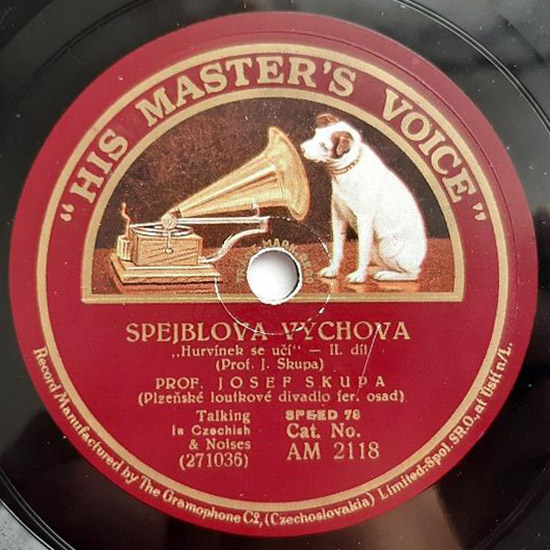 "HIS MASTER'S VOICE"
SPEJBLOVA VÝCHOVA
„Hurvínek se učí" — II. díl
(Prof. J. Skupa)
PROF. JOSEF SKUPA
(Plzeňské loutkové divadlo fer. osad)
Talking
in Czechish
& Noises
(271036)
SPEED 78
Cat. No.
AM 2118
Record Manufactured by The Gramophone Co., (Czechoslovakia) Limited-Spol. SR.O., at Ústí n/L.